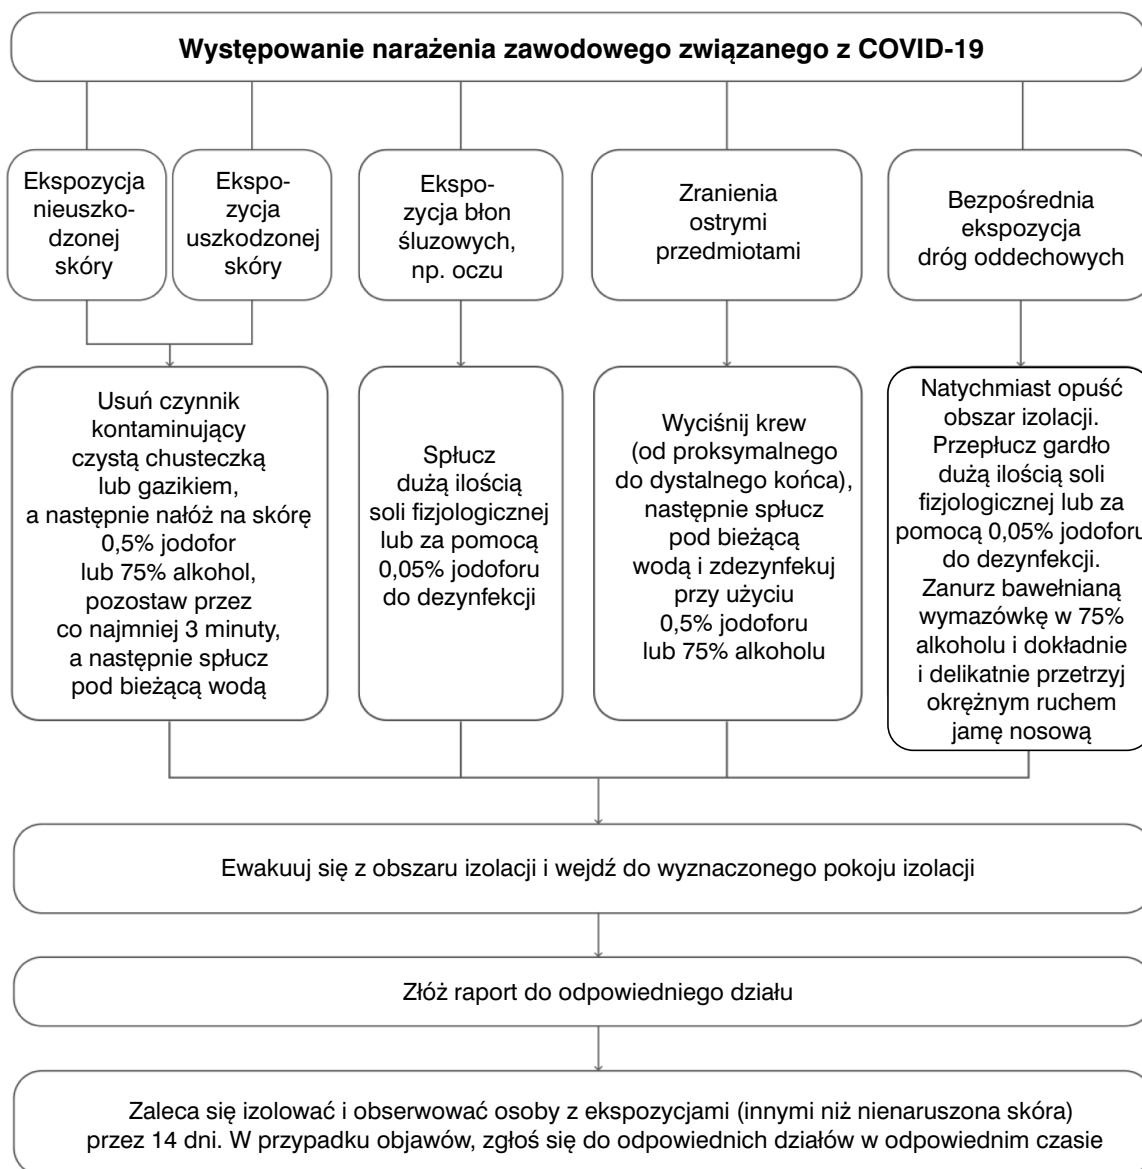 Występowanie narażenia zawodowego związanego z COVID-19
Ekspozycja
nieuszko-
dzonej
skóry
Ekspo-
zycja
uszkodzonej
skóry
Ekspo-
zycja błon
śluzowych,
np. oczu
Zranienia
ostrymi
przedmiotami
Bezpośrednia
ekspozycja
dróg oddechowych
Usuń czynnik
kontaminujący
czystą chusteczką
lub gazikiem,
a następnie nałóż na skórę
0,5% jodofor
lub 75% alkohol,
pozostaw przez
co najmniej 3 minuty,
a następnie spłucz
pod bieżącą wodą
Spłucz
dużą ilością
soli fizjologicznej
lub za pomocą
0,05% jodoforu
do dezynfekcji
Wyciśnij krew
(od proksymalnego
do dystalnego końca),
następnie spłucz
pod bieżącą
wodą i zdezynfekuj
przy użyciu
0,5% jodoforu
lub 75% alkoholu
Natychmiast opuść
obszar izolacji.
Przepłucz gardło
dużą ilością soli
fizjologicznej lub za
pomocą 0,05% jodoforu
do dezynfekcji.
Zanurz bawełnianą
wymazówkę w 75%
alkoholu i dokładnie
i delikatnie przetrzyj
okrężnym ruchem
jamę nosową
Ewakuuj się z obszaru izolacji i wejdź do wyznaczonego pokoju izolacji
Złóż raport do odpowiedniego działu
Zaleca się izolować i obserwować osoby z ekspozycjami (innymi niż nienaruszona skóra)
przez 14 dni. W przypadku objawów, zgłoś się do odpowiednich działów w odpowiednim czasie